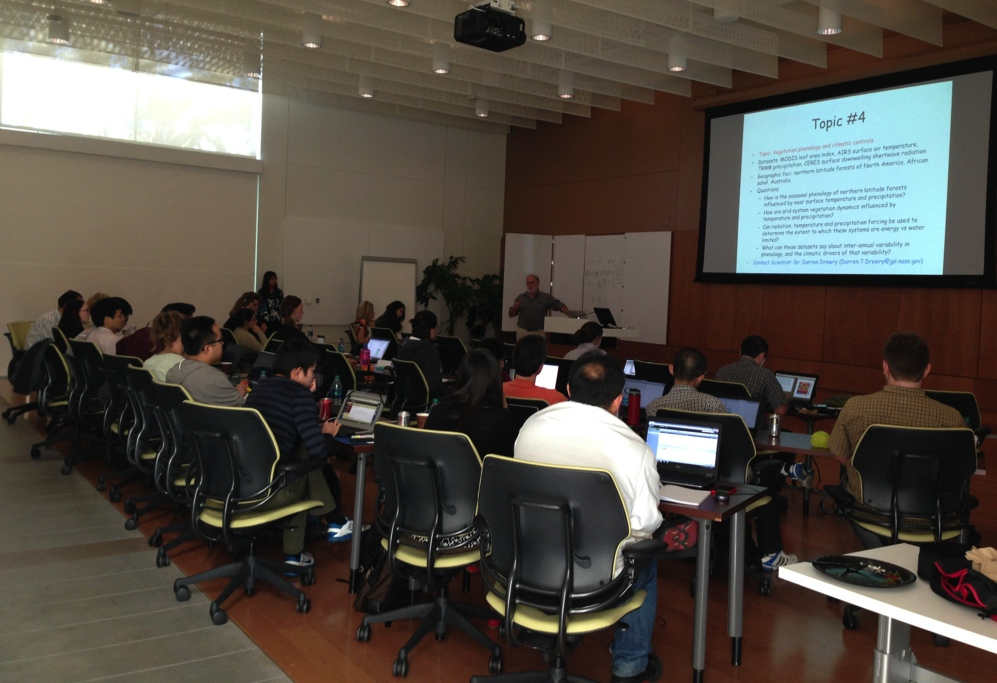 Topic #4
• Topic: Vegetation phenology and climatic controls
• Datasets: MODIS leaf area index, AIRS surface air temperature,
TRMM precipitation, CERES surface downwelling shortwave radiation
• Geographic foci: northern latitude forests of North America, African
sahel, Australia
• Questions:
– How is the seasonal phenology of northern latitude forests
influenced by near surface temperature and precipitation?
– How are arid system vegetation dynamics influenced by
temperature and precipitation?
– Can radiation, temperature and precipitation forcing be used to
determine the extent to which these systems are energy vs water
limited?
– What can these datasets say about inter-annual variability in
phenology, and the climatic drivers of that variability?
• Contact Scientist: Dr. Darren Drewry (Darren.T.Drewry@jpl.nasa.gov)